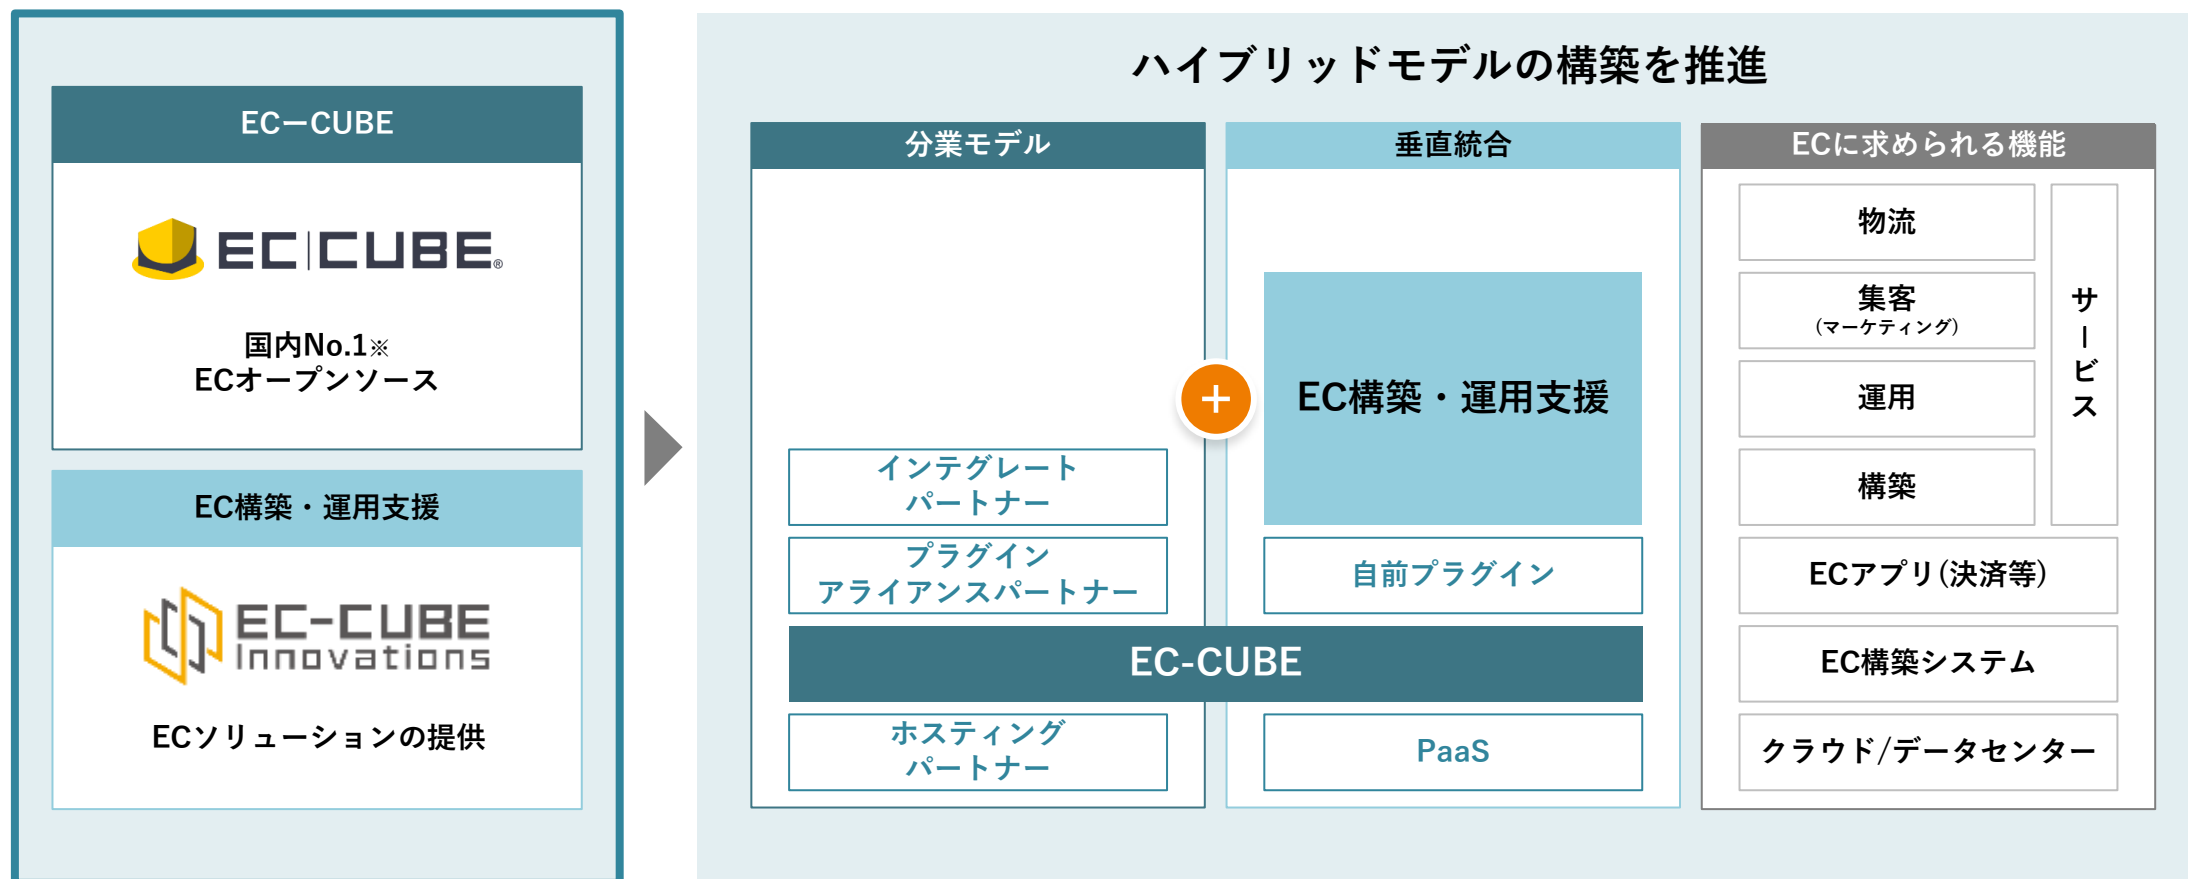 ECーCUBE
EC CUBE®
国内No.1※
ECオープンソース
EC構築・運用支援
EC-CUBE
Innovations
ECソリューションの提供
ハイブリッドモデルの構築を推進
分業モデル
インテグレート
パートナー
プラグイン
アライアンスパートナー
EC-CUBE
ホスティング
パートナー
+
垂直統合
EC構築・運用支援
自前プラグイン
PaaS
ECに求められる機能
物流
集客
(マーケティング)
運用
構築
サービス
ECアプリ(決済等)
EC構築システム
クラウド/データセンター